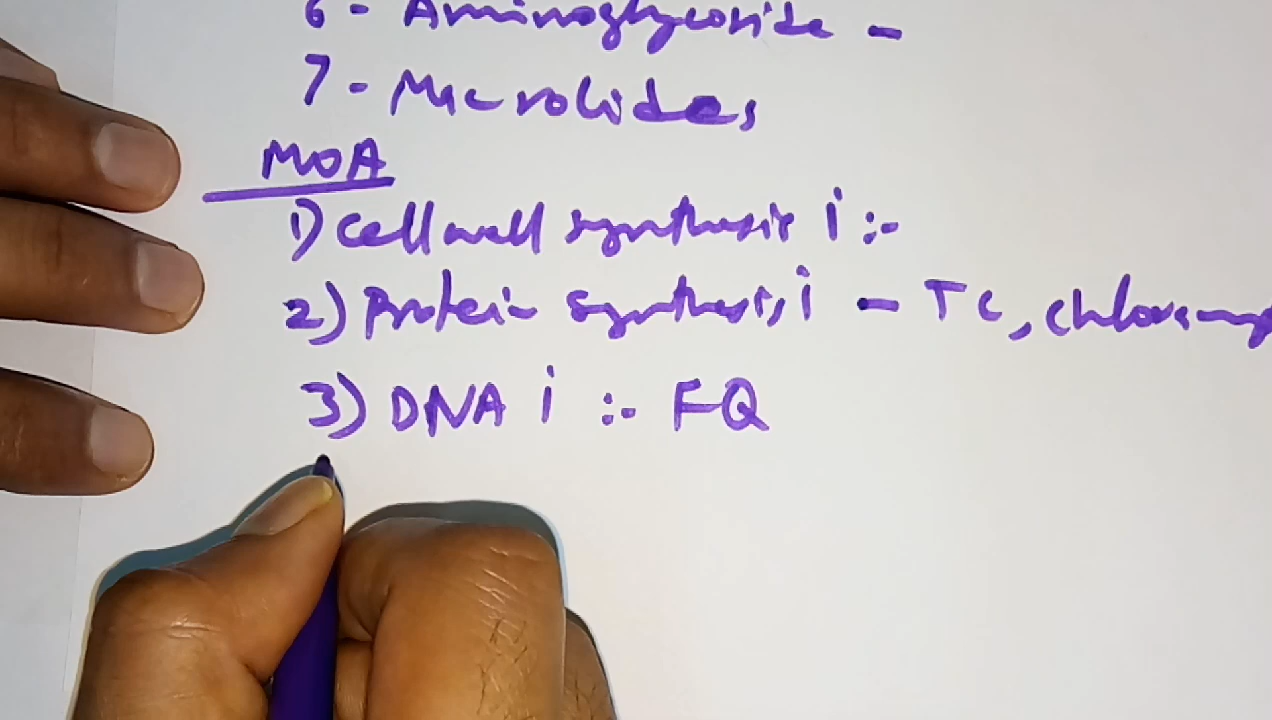 6 - Aminoglycoside -
7 - Macrolides
MOA
1) Cell wall synthesis i :-
2) Protein synthesis i - TC, chloramp
3) DNA i :- FQ